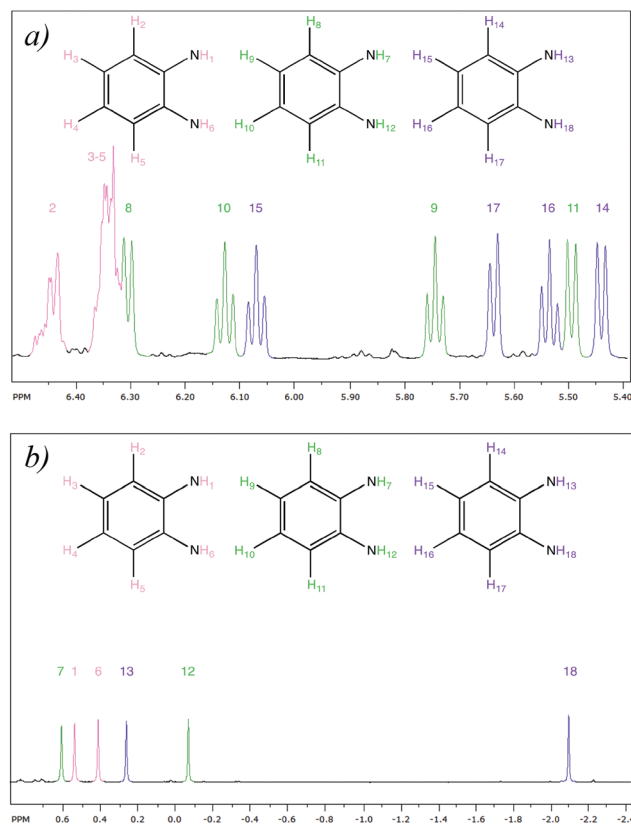 a)
H2 H8 H14
H3 NH1 H9 NH7 H15 NH13
H4 NH6 H10 NH12 H16 NH18
H5 H11 H17
3-5
2 8 10 15 9 17 16 11 14
PPM 6.40 6.30 6.20 6.10 6.00 5.90 5.80 5.70 5.60 5.50 5.40
b)
H2 H8 H14
H3 NH1 H9 NH7 H15 NH13
H4 NH6 H10 NH12 H16 NH18
H5 H11 H17
7 1 6 13 12 18
PPM 0.6 0.4 0.2 0.0 -0.2 -0.4 -0.6 -0.8 -1.0 -1.2 -1.4 -1.6 -1.8 -2.0 -2.2 -2.4